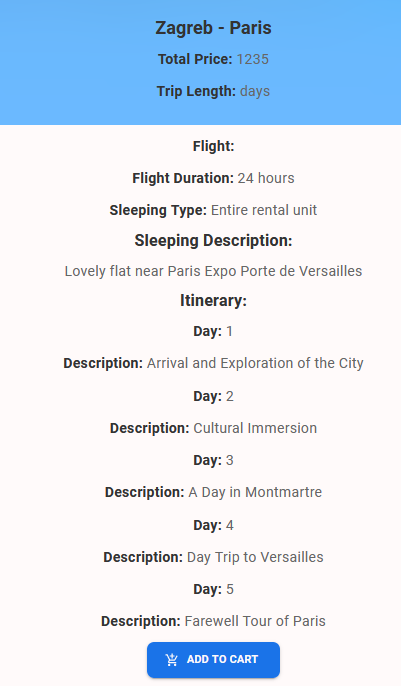 Zagreb - Paris
Total Price: 1235
Trip Length: days
Flight:
Flight Duration: 24 hours
Sleeping Type: Entire rental unit
Sleeping Description:
Lovely flat near Paris Expo Porte de Versailles
Itinerary:
Day: 1
Description: Arrival and Exploration of the City
Day: 2
Description: Cultural Immersion
Day: 3
Description: A Day in Montmartre
Day: 4
Description: Day Trip to Versailles
Day: 5
Description: Farewell Tour of Paris
ADD TO CART